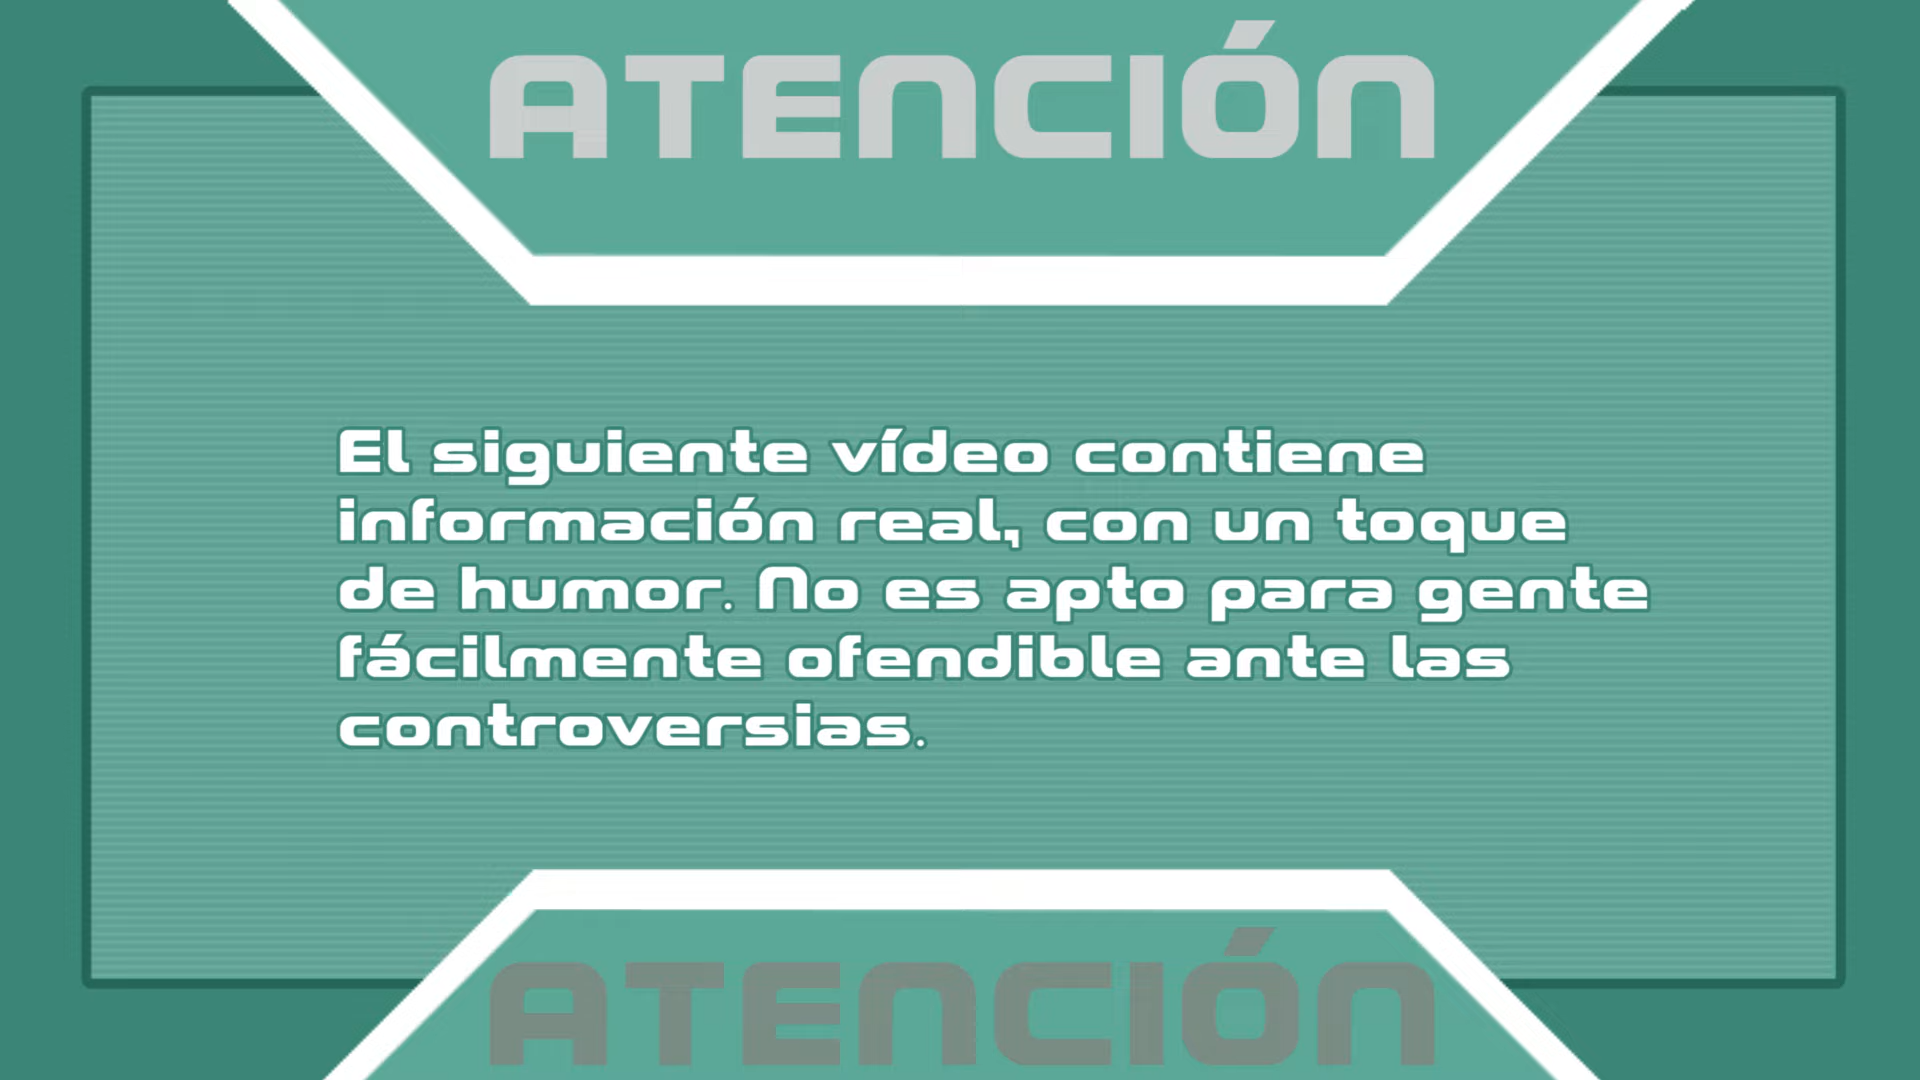 ATENCIÓN
El siguiente vídeo contiene
información real, con un toque
de humor. No es apto para gente
fácilmente ofendible ante las
controversias.
ATENCIÓN